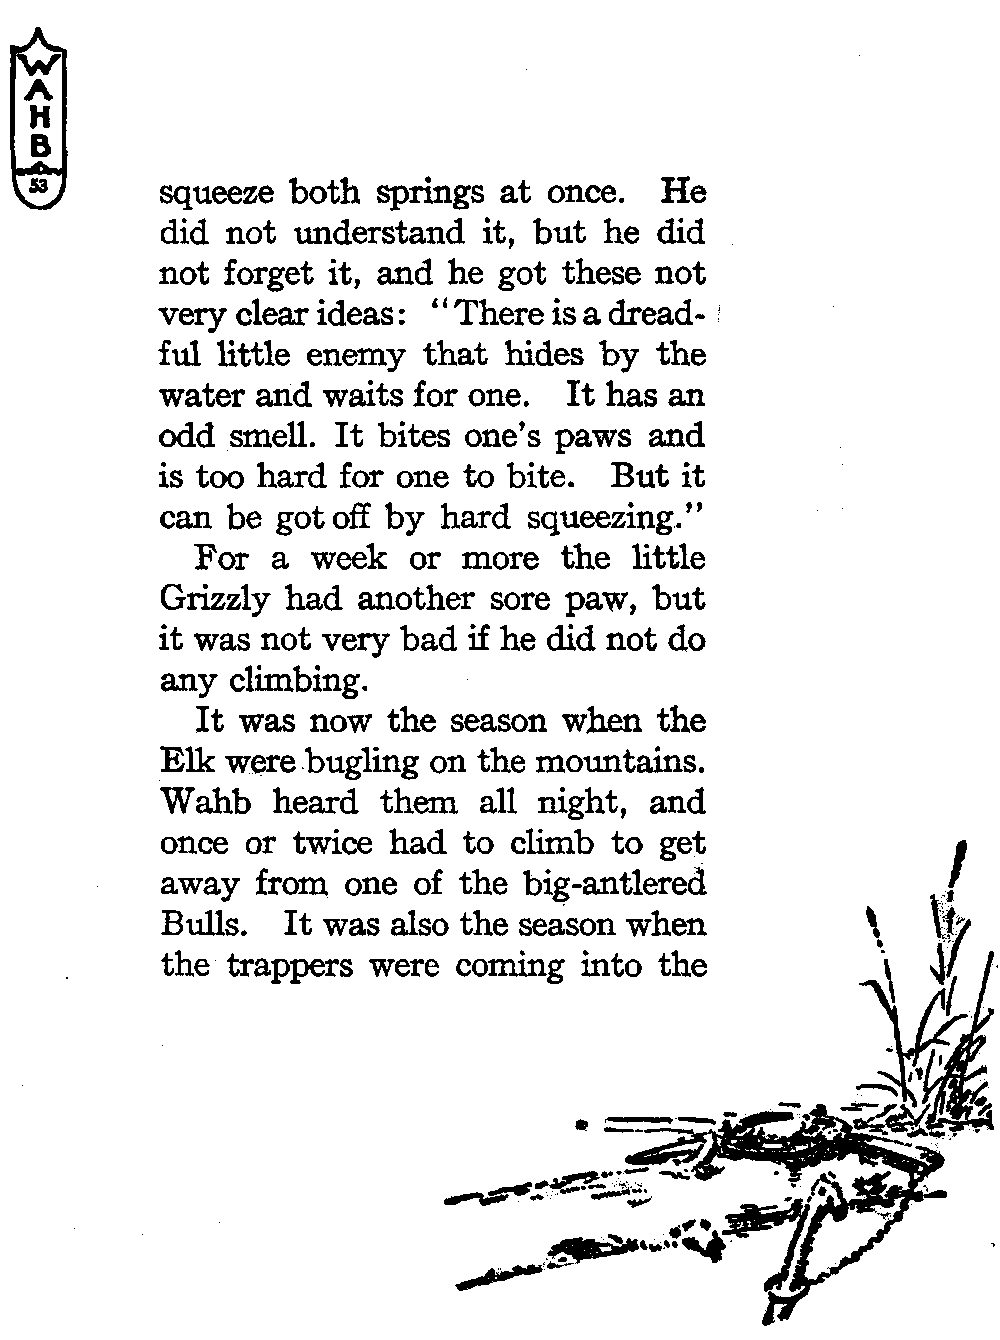 WAHB
53
squeeze both springs at once. He
did not understand it, but he did
not forget it, and he got these not
very clear ideas: "There is a dread-
ful little enemy that hides by the
water and waits for one. It has an
odd smell. It bites one's paws and
is too hard for one to bite. But it
can be got off by hard squeezing."
For a week or more the little
Grizzly had another sore paw, but
it was not very bad if he did not do
any climbing.
It was now the season when the
Elk were bugling on the mountains.
Wahb heard them all night, and
once or twice had to climb to get
away from one of the big-antlered
Bulls. It was also the season when
the trappers were coming into the